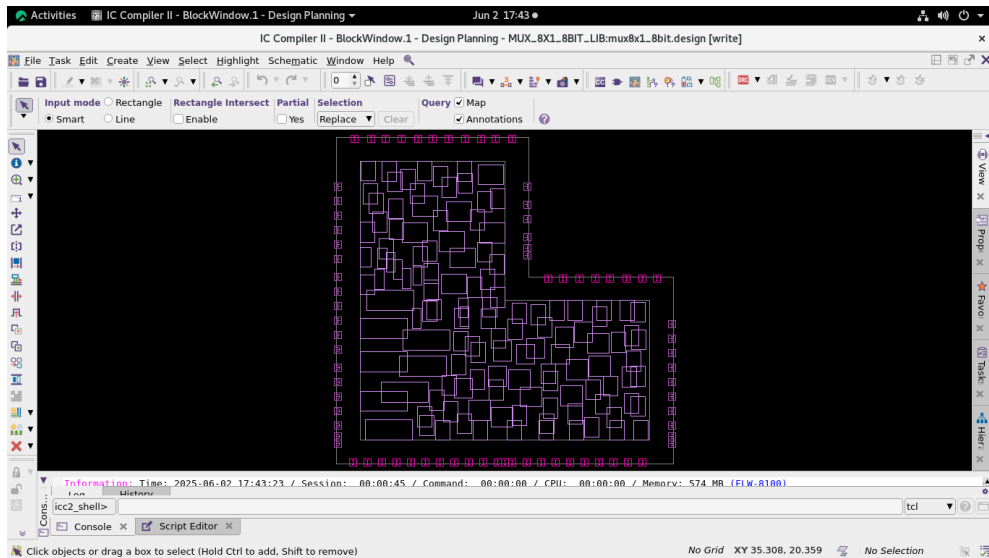 Activities IC Compiler II - BlockWindow.1 - Design Planning Jun 2 17:43
IC Compiler II - BlockWindow.1 - Design Planning - MUX_8X1_8BIT_LIB:mux8x1_8bit.design [write]
File Task Edit Create View Select Highlight Schematic Window Help
0
Input mode Rectangle Rectangle Intersect Partial Selection Query Map
Smart Line Enable Yes Replace Clear Annotations
View
Prop
Favo
Task
Hiera
Information: Time: 2025-06-02 17:43:23 / Session: 00:00:45 / Command: 00:00:00 / CPU: 00:00:00 / Memory: 574 MB (FLW-8100)
Log History
Cons...
icc2_shell> tcl
Console Script Editor
Click objects or drag a box to select (Hold Ctrl to add, Shift to remove) No Grid XY 35.308, 20.359 No Selection